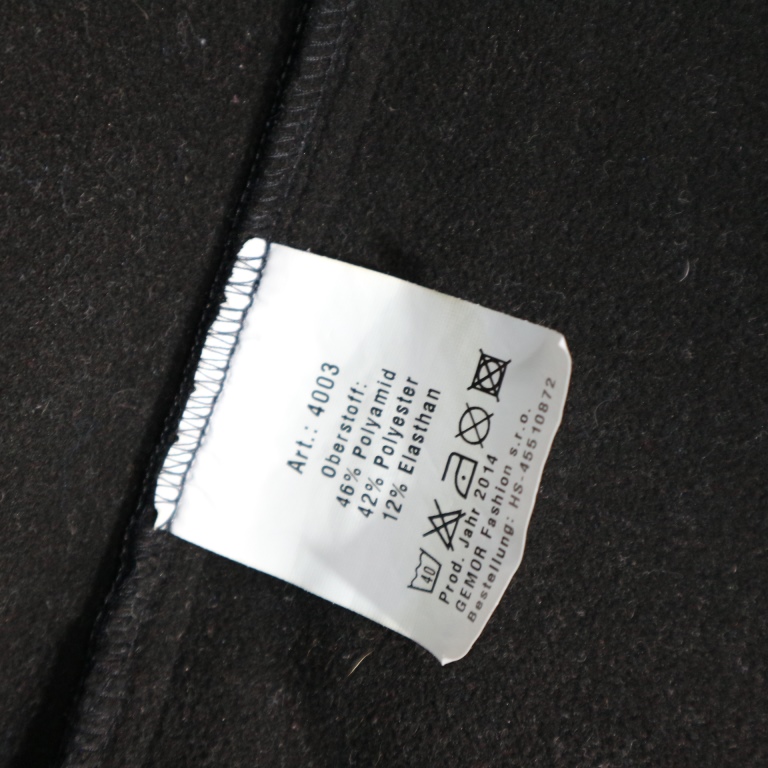 Art.: 4003
Oberstoff:
46% Polyamid
42% Polyester
12% Elasthan
40
Prod. Jahr 2014
GEMOR Fashion s.r.o.
Bestellung: HS-45510872